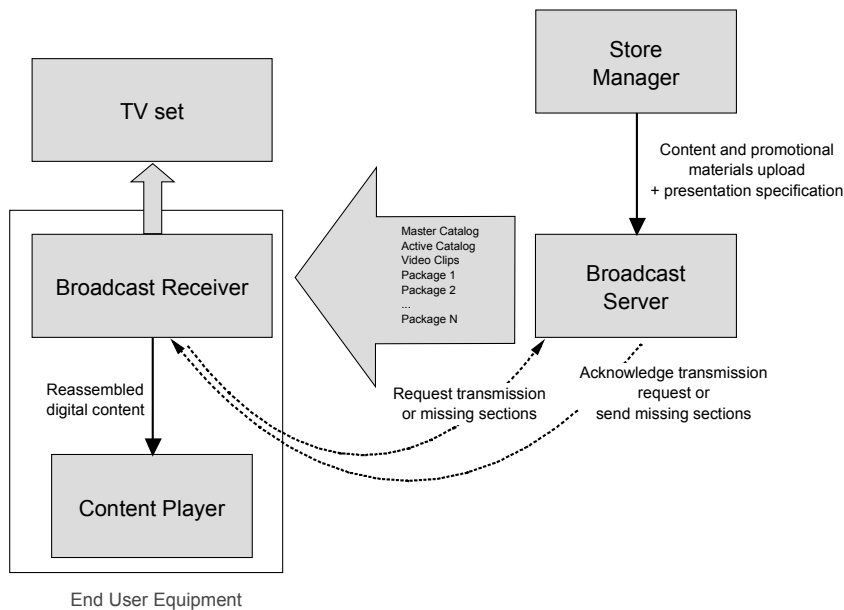 Store
Manager
TV set
Content and promotional
materials upload
+ presentation specification
Master Catalog
Active Catalog
Video Clips
Package 1
Package 2
...
Package N
Broadcast Receiver
Broadcast
Server
Reassembled
digital content
Request transmission
or missing sections
Acknowledge transmission
request or
send missing sections
Content Player
End User Equipment